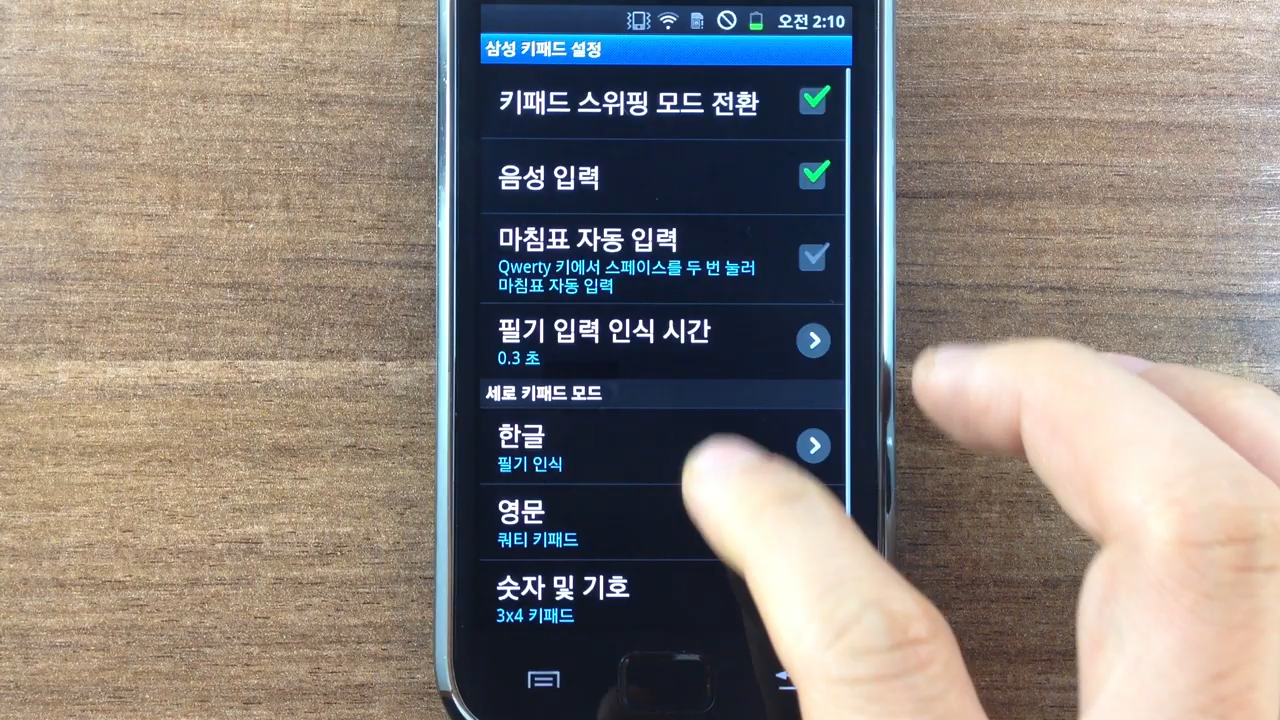 오전 2:10
삼성 키패드 설정
키패드 스위핑 모드 전환
음성 입력
마침표 자동 입력
Qwerty 키에서 스페이스를 두 번 눌러
마침표 자동 입력
필기 입력 인식 시간
0.3 초
세로 키패드 모드
한글
필기 인식
영문
쿼티 키패드
숫자 및 기호
3x4 키패드